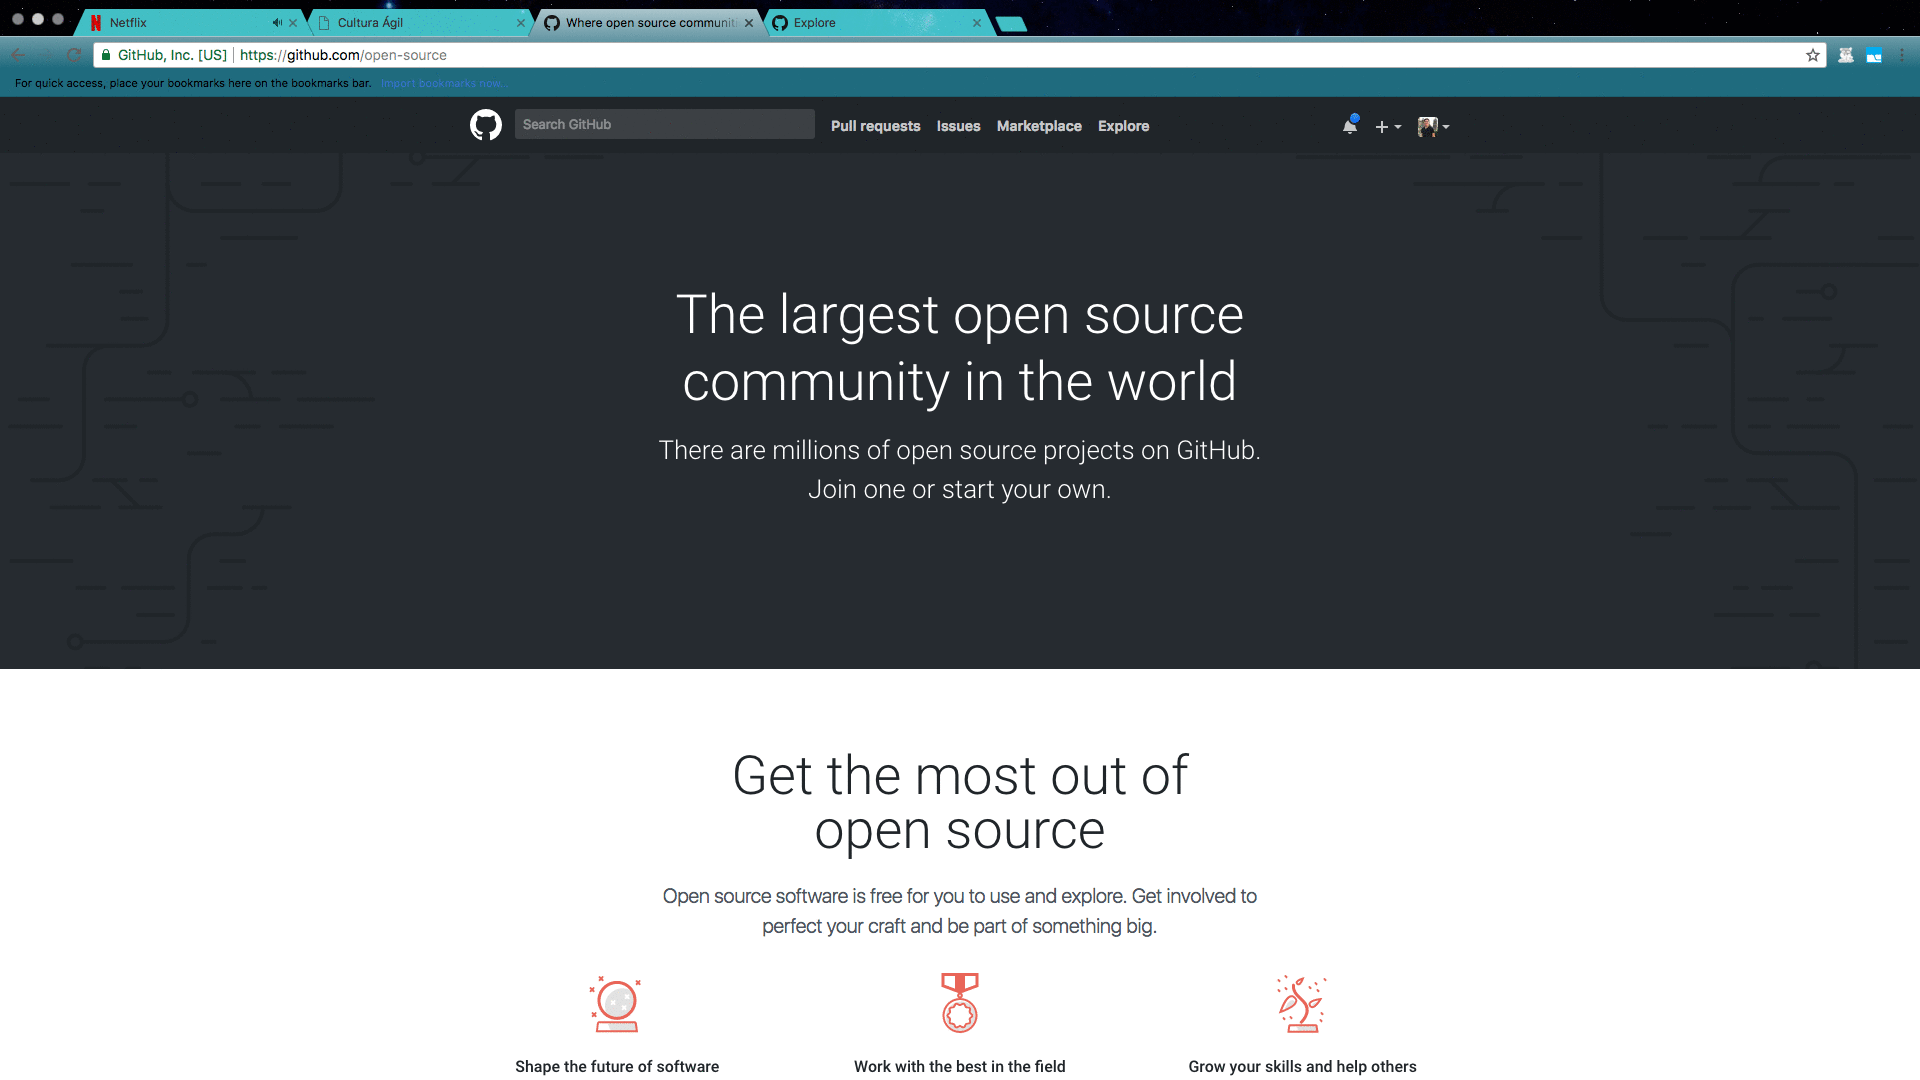 Netflix
Cultura Ágil
Where open source communiti
Explore
GitHub, Inc. [US] https://github.com/open-source
For quick access, place your bookmarks here on the bookmarks bar. Import bookmarks now...
Search GitHub
Pull requests Issues Marketplace Explore
The largest open source
community in the world
There are millions of open source projects on GitHub.
Join one or start your own.
Get the most out of
open source
Open source software is free for you to use and explore. Get involved to
perfect your craft and be part of something big.
Shape the future of software
Work with the best in the field
Grow your skills and help others